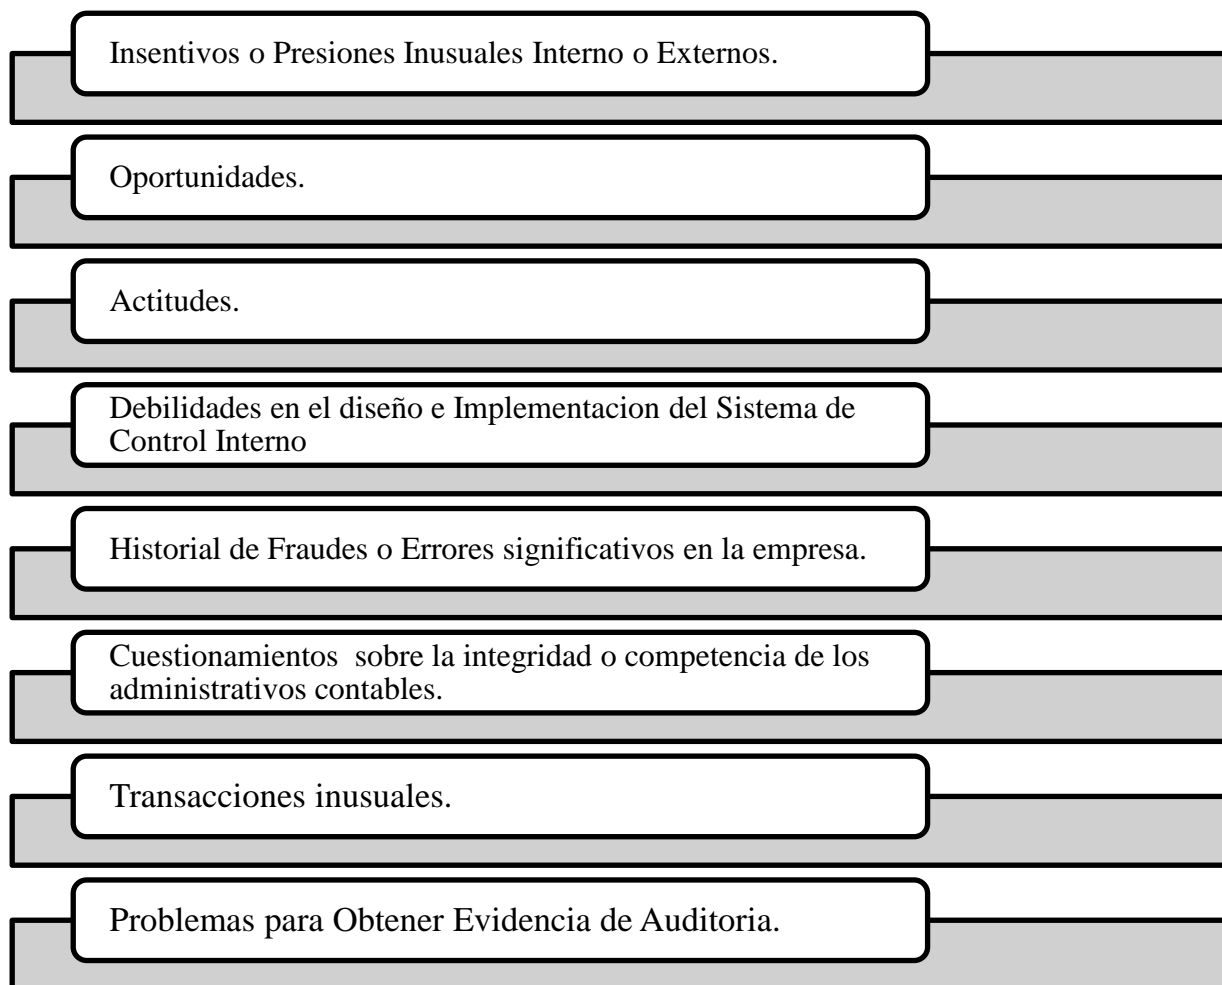 Insentivos o Presiones Inusuales Interno o Externos.
Oportunidades.
Actitudes.
Debilidades en el diseño e Implementacion del Sistema de
Control Interno
Historial de Fraudes o Errores significativos en la empresa.
Cuestionamientos  sobre la integridad o competencia de los
administrativos contables.
Transacciones inusuales.
Problemas para Obtener Evidencia de Auditoria.